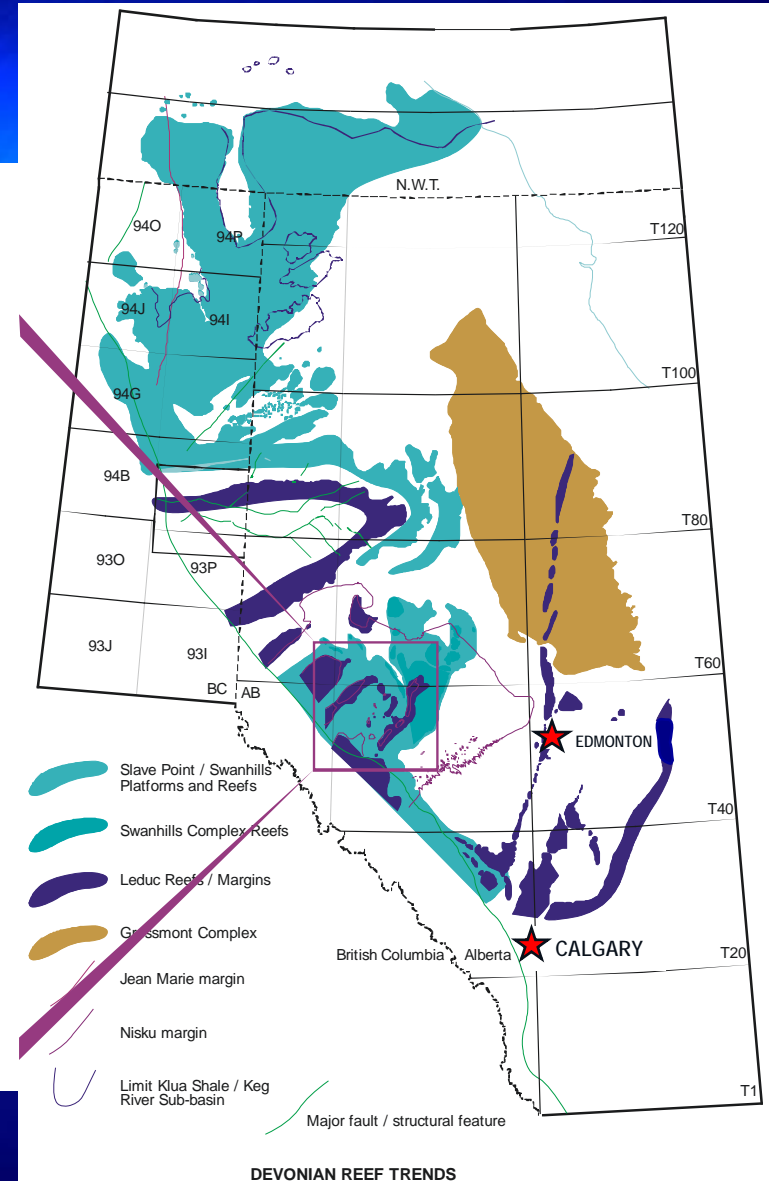 N.W.T.
94O
94P
T120
94J
94I
T100
94G
94B
T80
93O
93P
93J
93I
T60
BC
AB
EDMONTON
Slave Point / Swanhills
Platforms and Reefs
Swanhills Complex Reefs
T40
Leduc Reefs / Margins
Grossmont Complex
British Columbia
Alberta
CALGARY
T20
Jean Marie margin
Nisku margin
Limit Klua Shale / Keg
River Sub-basin
Major fault / structural feature
T1
DEVONIAN REEF TRENDS